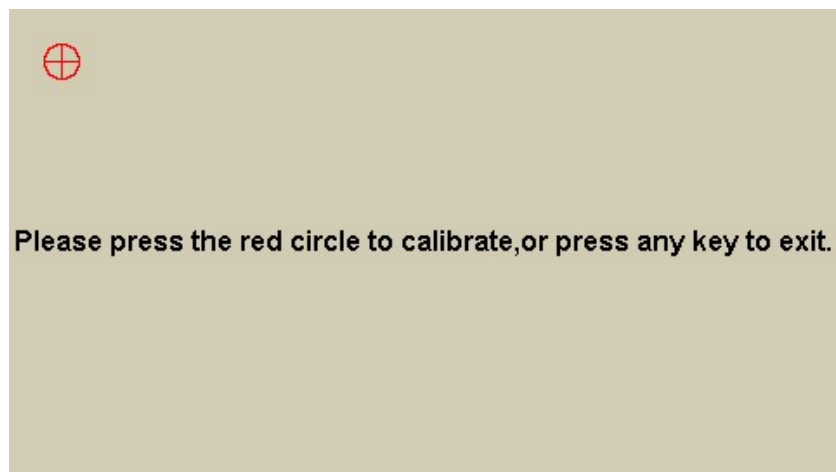 Please press the red circle to calibrate,or press any key to exit.